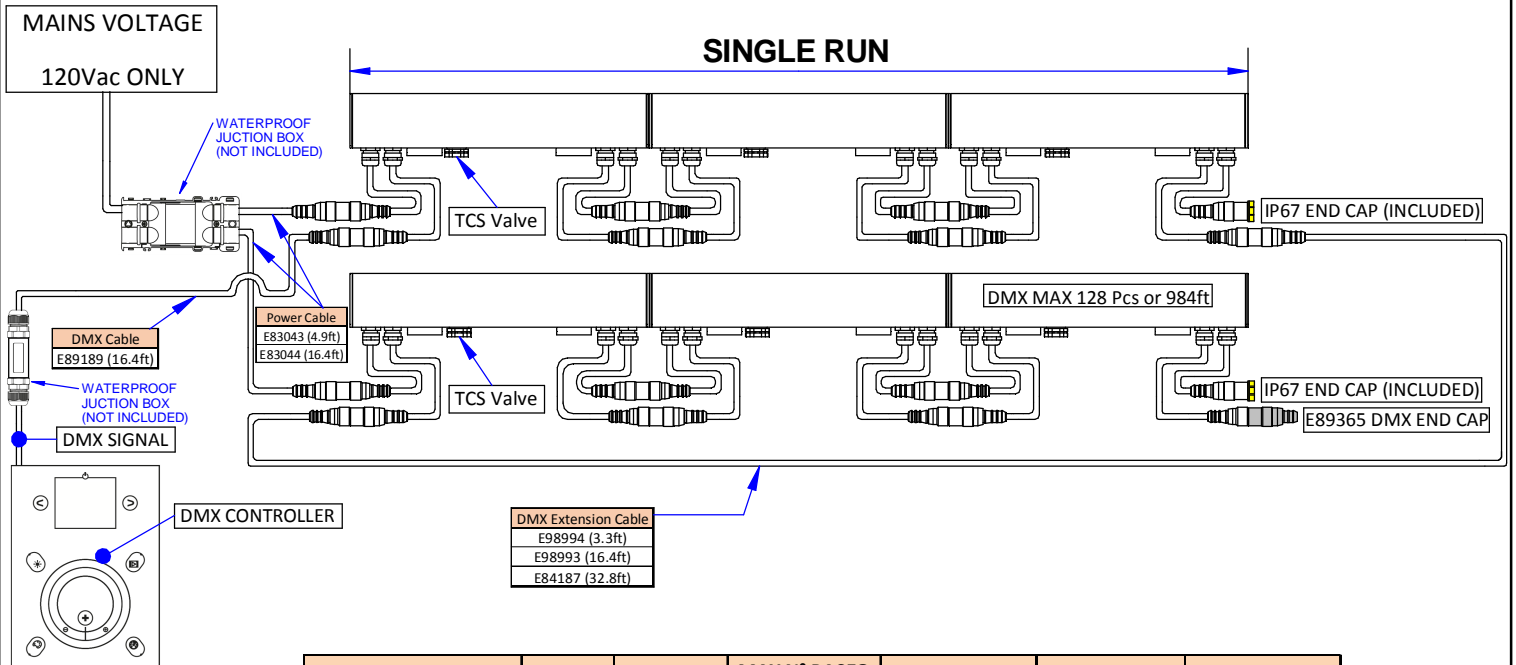 MAINS VOLTAGE
120Vac ONLY
SINGLE RUN
WATERPROOF
JUCTION BOX
(NOT INCLUDED)
TCS Valve
IP67 END CAP (INCLUDED)
DMX MAX 128 Pcs or 984ft
DMX Cable
E89189 (16.4ft)
Power Cable
E83043 (4.9ft)
E83044 (16.4ft)
WATERPROOF
JUCTION BOX
(NOT INCLUDED)
TCS Valve
IP67 END CAP (INCLUDED)
E89365 DMX END CAP
DMX SIGNAL
DMX CONTROLLER
DMX Extension Cable
E98994 (3.3ft)
E98993 (16.4ft)
E84187 (32.8ft)